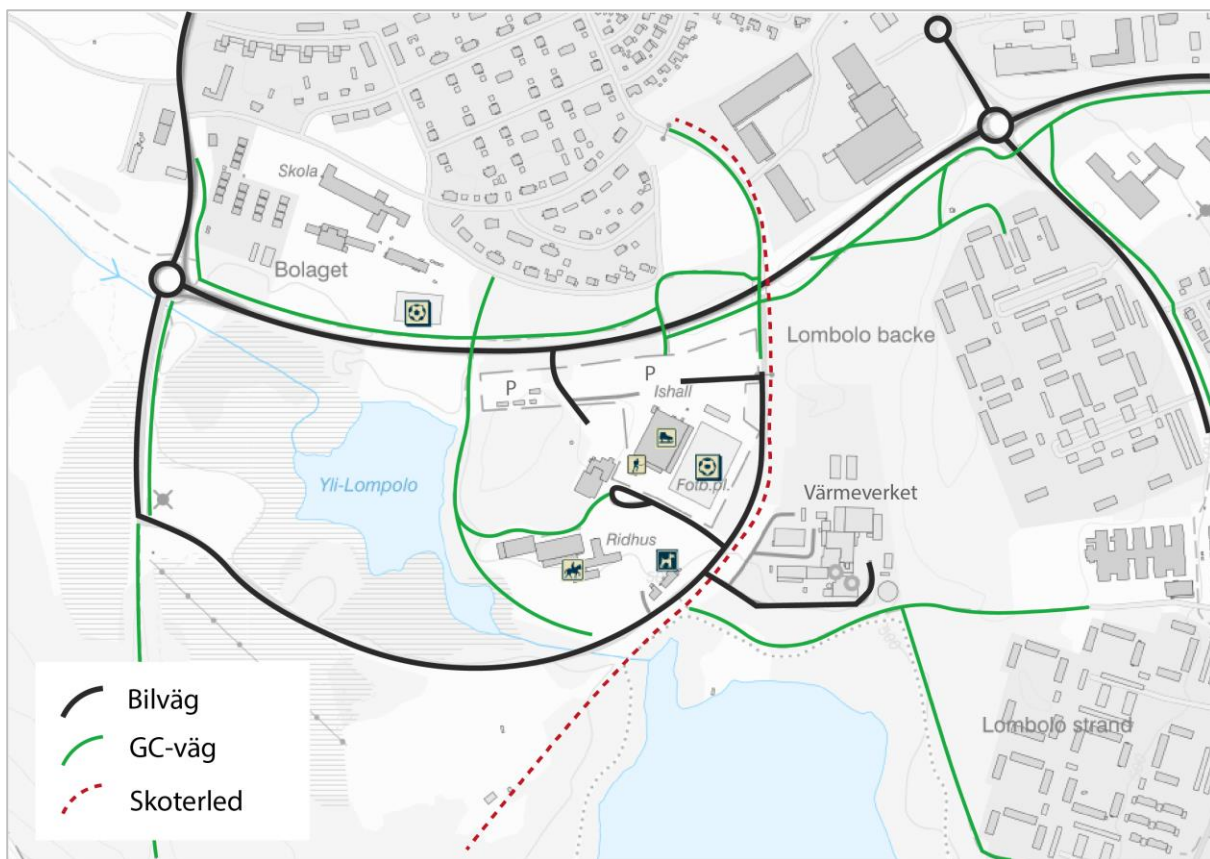 Skola
Bolaget
P
P
Ishall
Lombolo backe
Yli-Lompolo
Fotb.pl.
Värmeverket
Ridhus
Lombolo strand
Bilväg
GC-väg
Skoterled